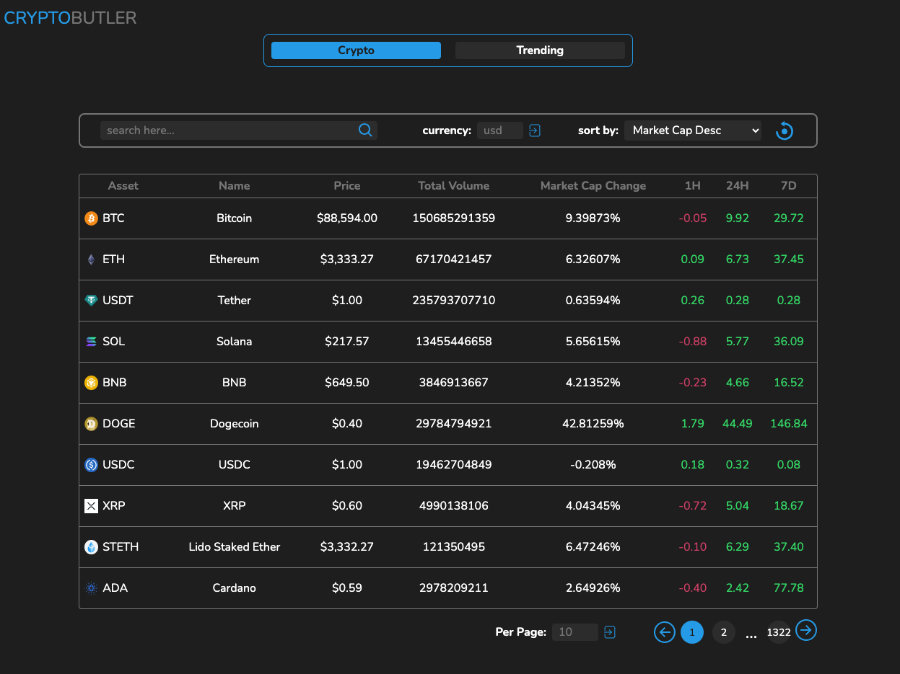 CRYPTOBUTLER
Crypto Trending
search here... currency: usd sort by: Market Cap Desc
Asset Name Price Total Volume Market Cap Change 1H 24H 7D
BTC Bitcoin $88,594.00 150685291359 9.39873% -0.05 9.92 29.72
ETH Ethereum $3,333.27 67170421457 6.32607% 0.09 6.73 37.45
USDT Tether $1.00 235793707710 0.63594% 0.26 0.28 0.28
SOL Solana $217.57 13455446658 5.65615% -0.88 5.77 36.09
BNB BNB $649.50 3846913667 4.21352% -0.23 4.66 16.52
DOGE Dogecoin $0.40 29784794921 42.81259% 1.79 44.49 146.84
USDC USDC $1.00 19462704849 -0.208% 0.18 0.32 0.08
XRP XRP $0.60 4990138106 4.04345% -0.72 5.04 18.67
STETH Lido Staked Ether $3,332.27 121350495 6.47246% -0.10 6.29 37.40
ADA Cardano $0.59 2978209211 2.64926% -0.40 2.42 77.78
Per Page: 10 1 2 ... 1322